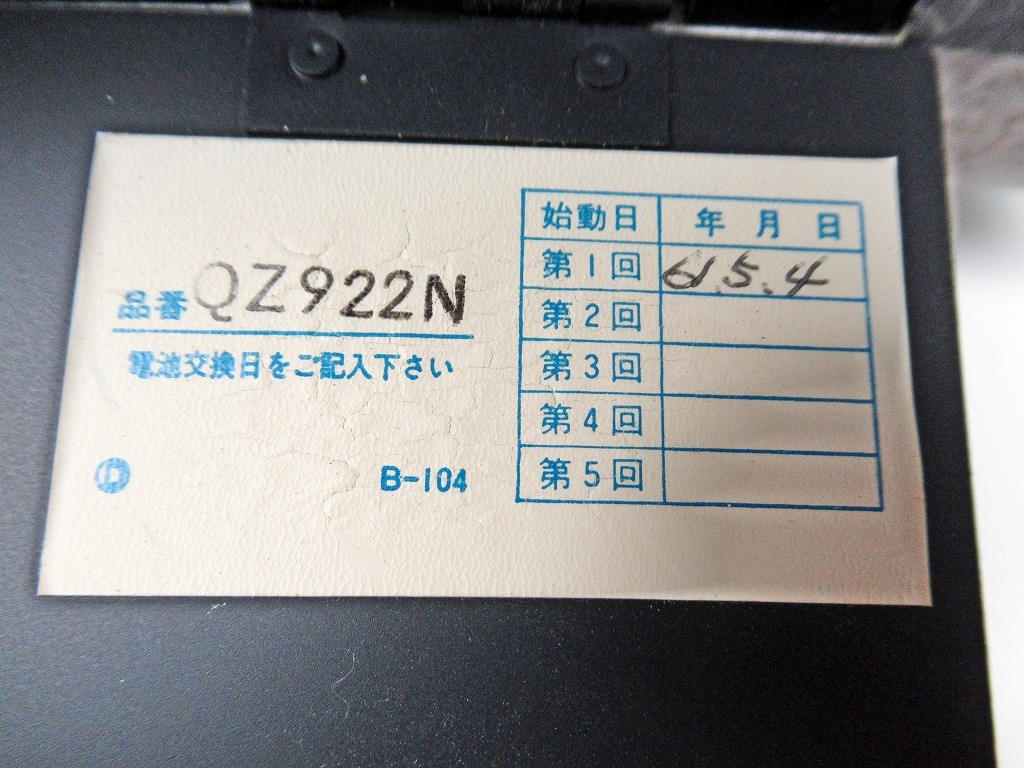 品番 QZ922N
電池交換日をご記入下さい
B-104
始動日 年 月 日
第1回 61.5.4
第2回
第3回
第4回
第5回